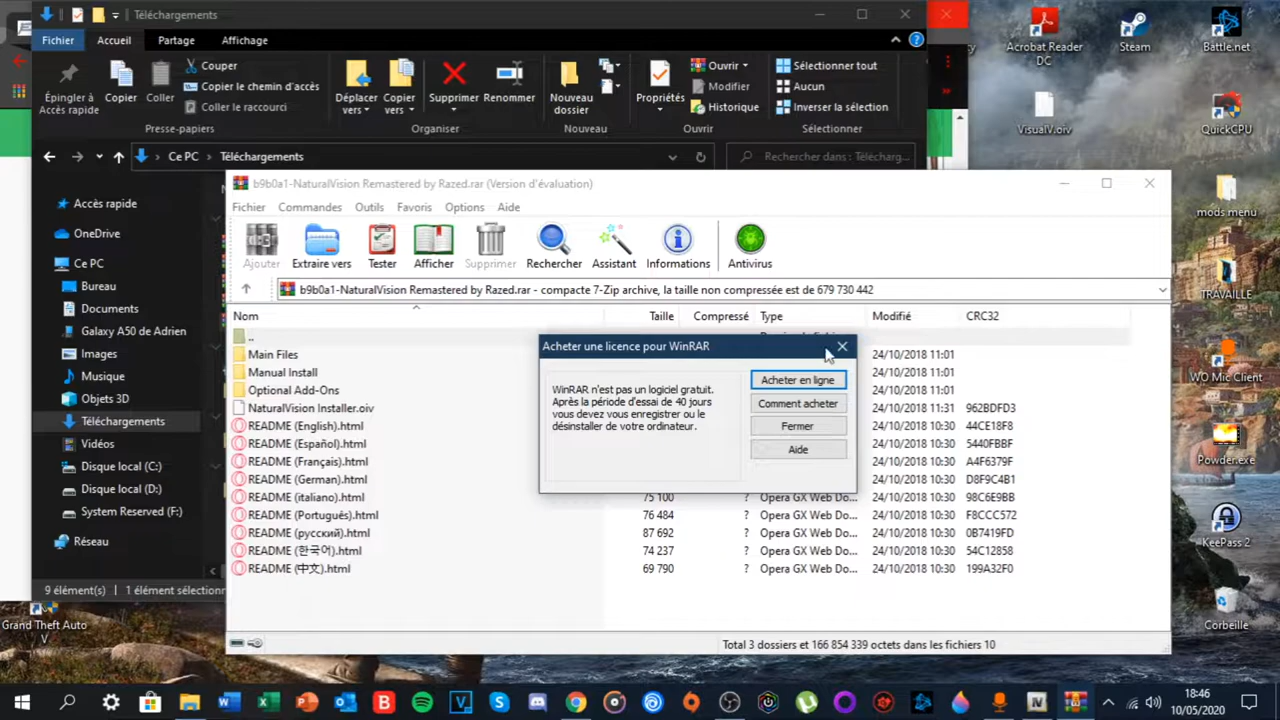 Téléchargements
Fichier Accueil Partage Affichage
Épingler à Accès rapide
Copier
Coller
Couper
Copier le chemin d'accès
Coller le raccourci
Presse-papiers
Déplacer vers
Copier vers
Supprimer
Renommer
Organiser
Nouveau dossier
Nouveau
Propriétés
Ouvrir
Modifier
Historique
Ouvrir
Sélectionner tout
Aucun
Inverser la sélection
Sélectionner
Ce PC > Téléchargements
Rechercher dans : Télécharg...
Accès rapide
OneDrive
Ce PC
Bureau
Documents
Galaxy A50 de Adrien
Images
Musique
Objets 3D
Téléchargements
Vidéos
Disque local (C:)
Disque local (D:)
System Reserved (F:)
Réseau
9 élément(s) 1 élément sélectionn
b9b0a1-NaturalVision Remastered by Razed.rar (Version d'évaluation)
Fichier Commandes Outils Favoris Options Aide
Ajouter Extraire vers Tester Afficher Supprimer Rechercher Assistant Informations Antivirus
b9b0a1-NaturalVision Remastered by Razed.rar - compacte 7-Zip archive, la taille non compressée est de 679 730 442
Nom Taille Compressé Type Modifié CRC32
..
Main Files 24/10/2018 11:01
Manual Install 24/10/2018 11:01
Optional Add-Ons 24/10/2018 11:01
NaturalVision Installer.oiv 24/10/2018 11:31 962BDFD3
README (English).html 24/10/2018 10:30 44CE18F8
README (Español).html 24/10/2018 10:30 5440FBBF
README (Français).html 24/10/2018 10:30 A4F6379F
README (German).html 24/10/2018 10:30 D8F9C4B1
README (italiano).html 75 100 ? Opera GX Web Do... 24/10/2018 10:30 98C6E9BB
README (Português).html 76 484 ? Opera GX Web Do... 24/10/2018 10:30 F8CCC572
README (русский).html 87 692 ? Opera GX Web Do... 24/10/2018 10:30 0B7419FD
README (한국어).html 74 237 ? Opera GX Web Do... 24/10/2018 10:30 54C12858
README (中文).html 69 790 ? Opera GX Web Do... 24/10/2018 10:30 199A32F0
Total 3 dossiers et 166 854 339 octets dans les fichiers 10
Acheter une licence pour WinRAR
WinRAR n'est pas un logiciel gratuit.
Après la période d'essai de 40 jours
vous devez vous enregistrer ou le
désinstaller de votre ordinateur.
Acheter en ligne
Comment acheter
Fermer
Aide
Acrobat Reader DC
Steam
Battle.net
VisualV.oiv
QuickCPU
mods menu
TRAVAILLE
WO Mic Client
Powder.exe
KeePass 2
Corbeille
Grand Theft Auto V
18:46
10/05/2020